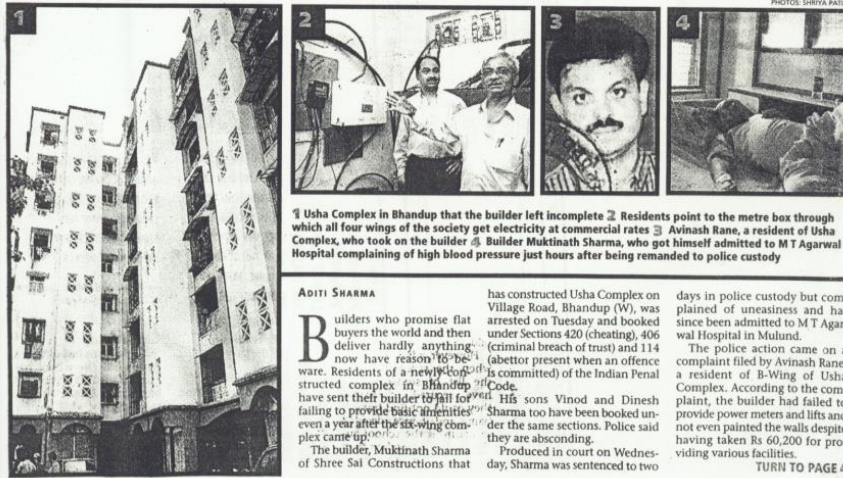 PHOTOS: SHRIYA
1
2
3
4
1 Usha Complex in Bhandup that the builder left incomplete 2 Residents point to the metre box through
which all four wings of the society get electricity at commercial rates 3 Avinash Rane, a resident of Usha
Complex, who took on the builder 4 Builder Muktinath Sharma, who got himself admitted to M T Agarwal
Hospital complaining of high blood pressure just hours after being remanded to police custody
ADITI SHARMA
Builders who promise flat
buyers the world and then
deliver hardly anything
now have reason to be-
ware. Residents of a newly-con-
structed complex in Bhandup
have sent their builder to jail for
failing to provide basic amenities
even a year after the six-wing com-
plex came up.
The builder, Muktinath Sharma
of Shree Sai Constructions that
has constructed Usha Complex on
Village Road, Bhandup (W), was
arrested on Tuesday and booked
under Sections 420 (cheating), 406
(criminal breach of trust) and 114
(abettor present when an offence
is committed) of the Indian Penal
Code.
His sons Vinod and Dinesh
Sharma too have been booked un-
der the same sections. Police said
they are absconding.
Produced in court on Wednes-
day, Sharma was sentenced to two
days in police custody but com-
plained of uneasiness and ha
since been admitted to M T Agar
wal Hospital in Mulund.
The police action came on a
complaint filed by Avinash Rane
a resident of B-Wing of Usha
Complex. According to the com
plaint, the builder had failed to
provide power meters and lifts and
not even painted the walls despite
having taken Rs 60,200 for pro
viding various facilities.
TURN TO PAGE 4